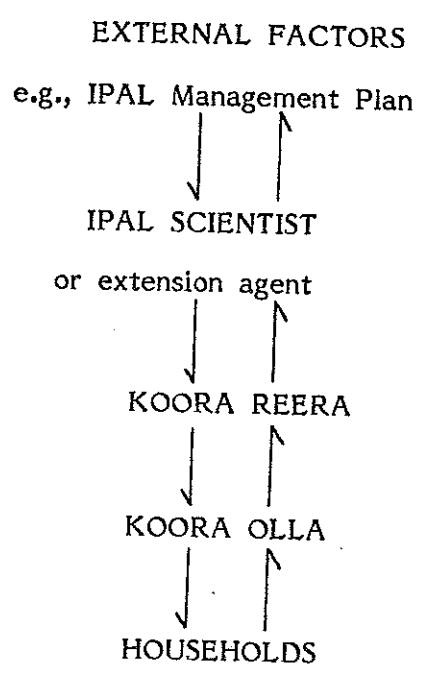 EXTERNAL FACTORS
e.g., IPAL Management Plan
IPAL SCIENTIST
or extension agent
KOORA REERA
KOORA OLLA
HOUSEHOLDS